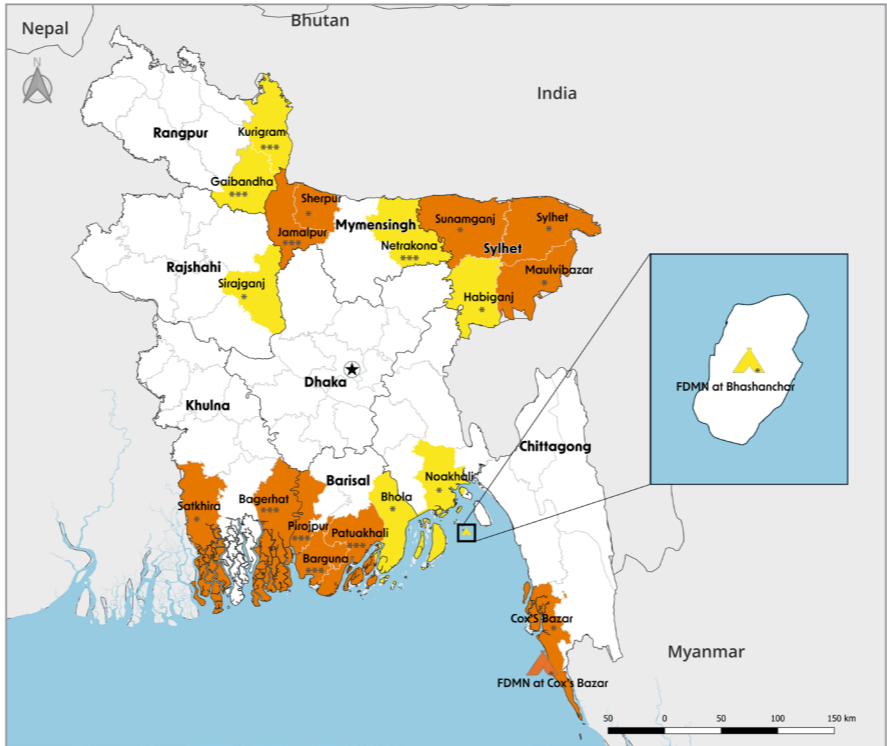 Bhutan
Nepal
N
India
Rangpur
Kurigram
***
Gaibandha
***
Sherpur
*
Jamalpur
***
Mymensingh
Netrakona
***
Sunamganj
*
Sylhet
*
Sylhet
Maulvibazar
*
Rajshahi
Sirajganj
*
Habiganj
*
FDMN at Bhashanchar
*
Dhaka
Khulna
Chittagong
Barisal
Noakhali
*
Satkhira
*
Bagerhat
***
Bhola
*
Pirojpur
***
Patuakhali
***
Barguna
***
Cox'S Bazar
*
Myanmar
FDMN at Cox's Bazar
*
50 0 50 100 150 km